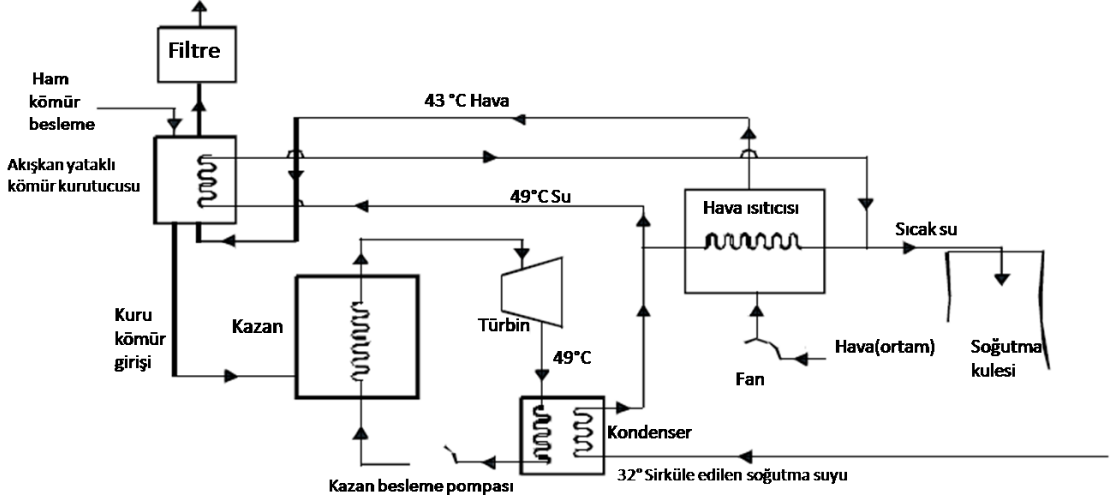 Filtre
Ham
kömür
besleme
43 °C Hava
Akışkan yataklı
kömür kurutucusu
49°C Su
Hava ısıtıcısı
Sıcak su
Kuru
kömür
girişi
Kazan
Türbin
49°C
Fan
Hava(ortam)
Soğutma
kulesi
Kondenser
Kazan besleme pompası
32° Sirküle edilen soğutma suyu